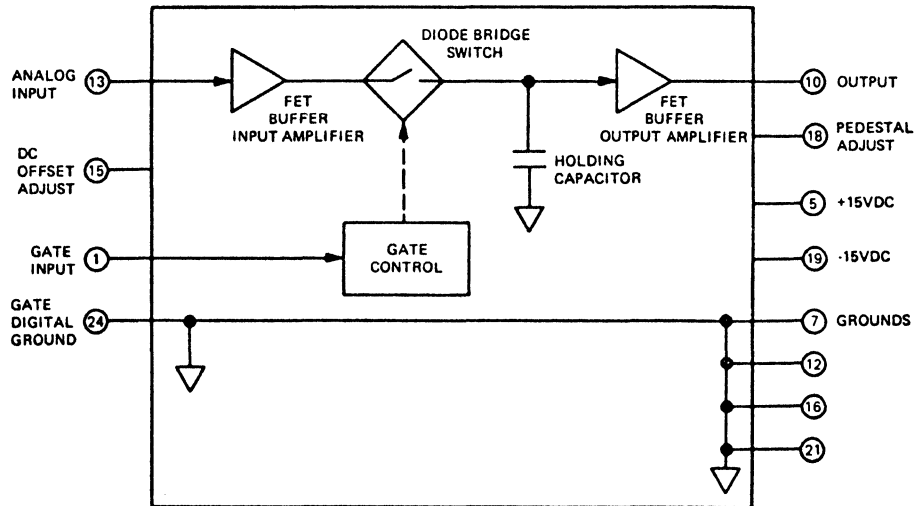 DIODE BRIDGE
SWITCH
ANALOG
INPUT
13
FET
BUFFER
INPUT AMPLIFIER
FET
BUFFER
OUTPUT AMPLIFIER
10
OUTPUT
18
PEDESTAL
ADJUST
DC
OFFSET
ADJUST
15
HOLDING
CAPACITOR
5
+15VDC
GATE
INPUT
1
GATE
CONTROL
19
-15VDC
GATE
DIGITAL
GROUND
24
7
GROUNDS
12
16
21